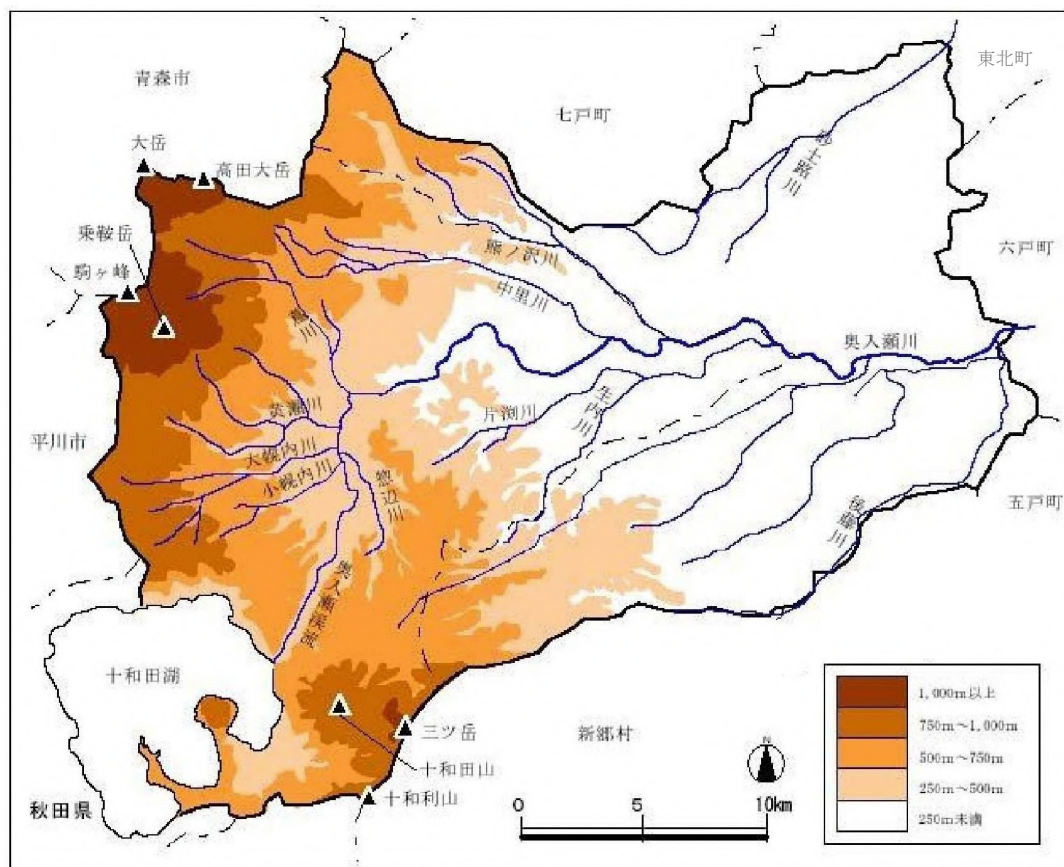 東北町
青森市
七戸町
大岳
高田大岳
砂土路川
乗鞍岳
熊ノ沢川
六戸町
駒ヶ峰
中里川
蔦川
奥入瀬川
黄瀬川
片渕川
生内川
平川市
大幌内川
小幌内川
惣辺川
後藤川
五戸町
奥入瀬渓流
十和田湖
1,000m以上
三ツ岳
新郷村
750m～1,000m
十和田山
N
500m～750m
十和利山
秋田県
0 5 10km
250m～500m
250m未満